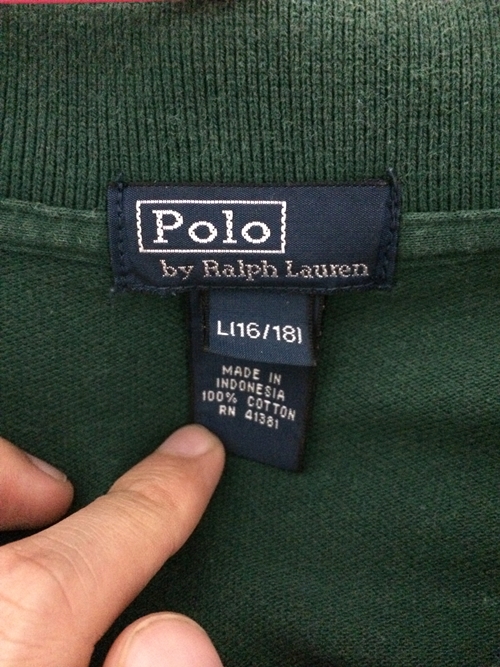 Polo
by Ralph Lauren
L(16/18)
MADE IN
INDONESIA
100% COTTON
RN 41381